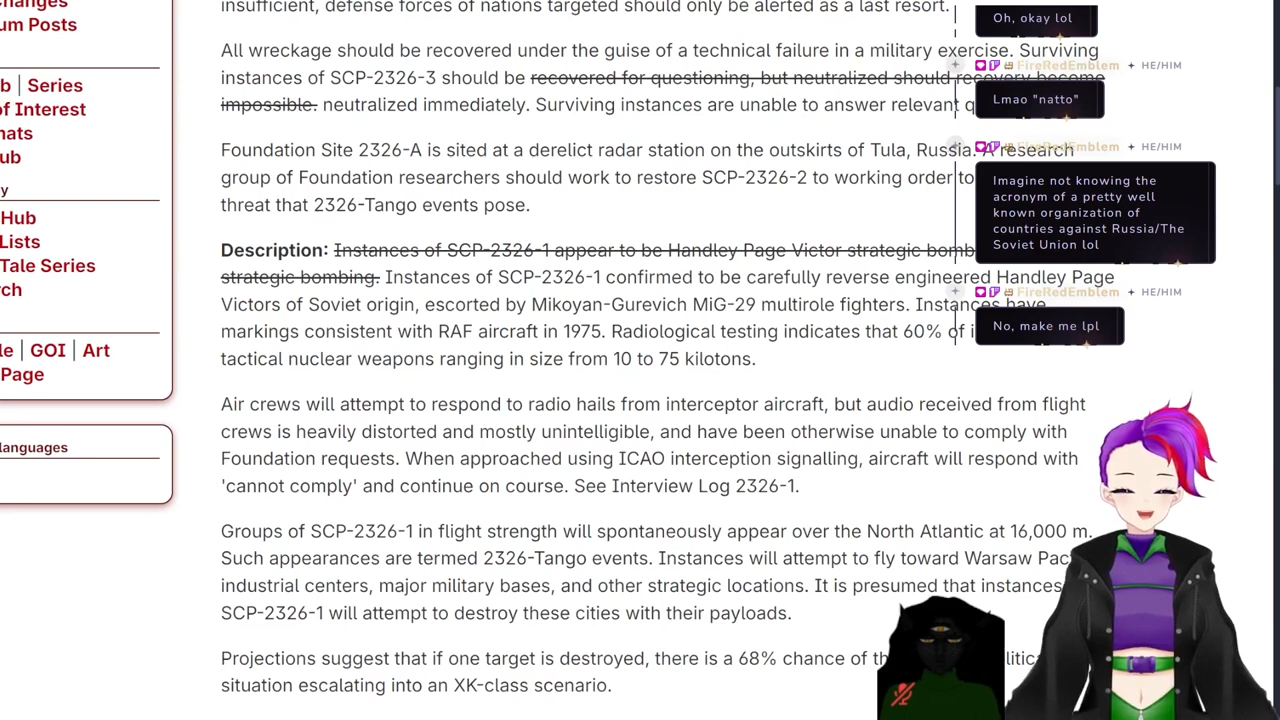 Changes
um Posts
b | Series
of Interest
mats
ub
y
Hub
Lists
Tale Series
rch
le | GOI | Art
Page
languages
insufficient, defense forces of nations targeted should only be alerted as a last resort.
All wreckage should be recovered under the guise of a technical failure in a military exercise. Surviving
instances of SCP-2326-3 should be recovered for questioning, but neutralized should recovery become
impossible. neutralized immediately. Surviving instances are unable to answer relevant q
Foundation Site 2326-A is sited at a derelict radar station on the outskirts of Tula, Russia. A research
group of Foundation researchers should work to restore SCP-2326-2 to working order to
threat that 2326-Tango events pose.
Description: Instances of SCP-2326-1 appear to be Handley Page Victor strategic bomb
strategic bombing. Instances of SCP-2326-1 confirmed to be carefully reverse engineered Handley Page
Victors of Soviet origin, escorted by Mikoyan-Gurevich MiG-29 multirole fighters. Instances have
markings consistent with RAF aircraft in 1975. Radiological testing indicates that 60% of i
tactical nuclear weapons ranging in size from 10 to 75 kilotons.
Air crews will attempt to respond to radio hails from interceptor aircraft, but audio received from flight
crews is heavily distorted and mostly unintelligible, and have been otherwise unable to comply with
Foundation requests. When approached using ICAO interception signalling, aircraft will respond with
'cannot comply' and continue on course. See Interview Log 2326-1.
Groups of SCP-2326-1 in flight strength will spontaneously appear over the North Atlantic at 16,000 m.
Such appearances are termed 2326-Tango events. Instances will attempt to fly toward Warsaw Pac
industrial centers, major military bases, and other strategic locations. It is presumed that instances
SCP-2326-1 will attempt to destroy these cities with their payloads.
Projections suggest that if one target is destroyed, there is a 68% chance of th litica
situation escalating into an XK-class scenario.
Oh, okay lol
FireRedEmblem HE/HIM
Lmao "natto"
FireRedEmblem HE/HIM
Imagine not knowing the
acronym of a pretty well
known organization of
countries against Russia/The
Soviet Union lol
FireRedEmblem HE/HIM
No, make me lpl